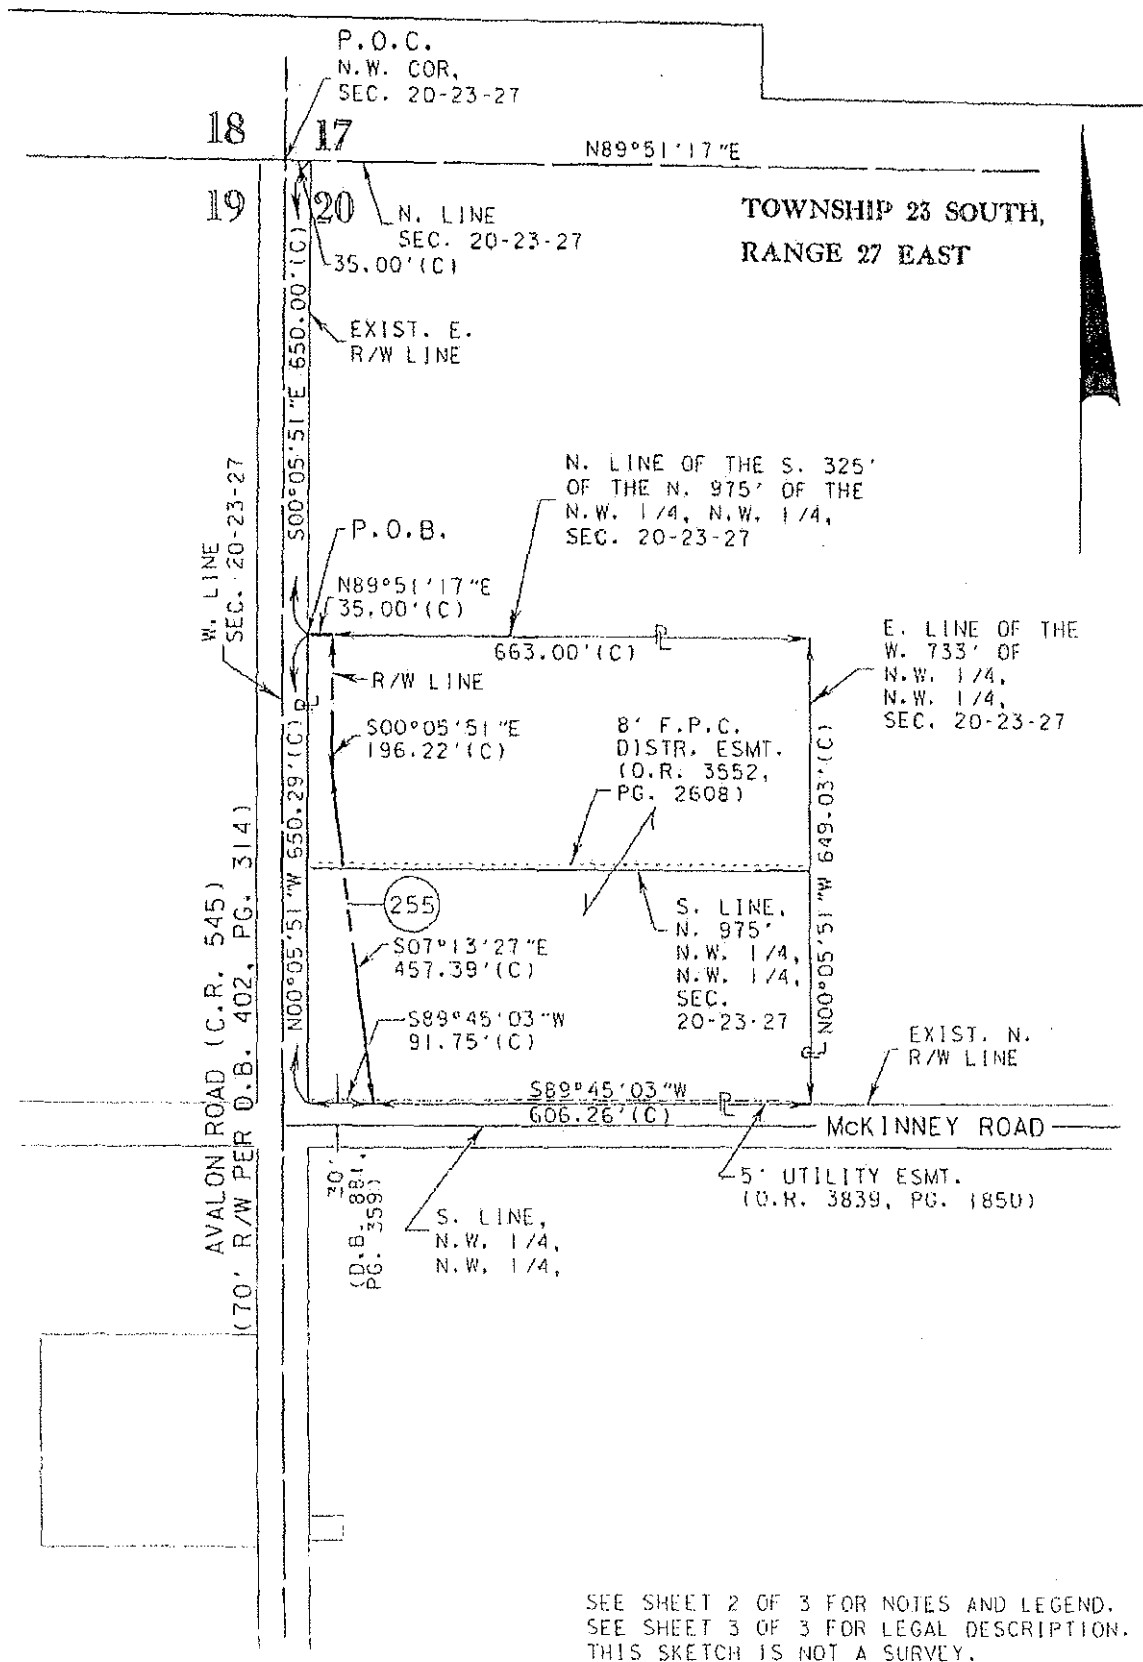 P.O.C.
N.W. COR,
SEC. 20-23-27
18
17
N89°51'17"E
19
20
N. LINE
SEC. 20-23-27
35.00'(C)
TOWNSHIP 23 SOUTH,
RANGE 27 EAST
S00°05'51"E 650.00'(C)
EXIST. E.
R/W LINE
W. LINE
SEC. 20-23-27
N. LINE OF THE S. 325'
OF THE N. 975' OF THE
N.W. 1/4, N.W. 1/4,
SEC. 20-23-27
P.O.B.
N89°51'17"E
35.00'(C)
663.00'(C)
PL
E. LINE OF THE
W. 733' OF
N.W. 1/4,
N.W. 1/4,
SEC. 20-23-27
R/W LINE
PL
S00°05'51"E
196.22'(C)
8' F.P.C.
DISTR. ESMT.
(O.R. 3552,
PG. 2608)
N00°05'51"W 650.29'(C)
N00°05'51"W 649.03'(C)
AVALON ROAD (C.R. 545)
(70' R/W PER D.B. 402, PG. 314)
255
S07°13'27"E
457.39'(C)
S. LINE,
N. 975'
N.W. 1/4,
N.W. 1/4,
SEC.
20-23-27
S89°45'03"W
91.75'(C)
PL
EXIST. N.
R/W LINE
S89°45'03"W
606.26'(C)
PL
McKINNEY ROAD
30'
(D.B. 881,
PG. 359)
S. LINE,
N.W. 1/4,
N.W. 1/4,
5' UTILITY ESMT.
(O.R. 3839, PG. 1850)
SEE SHEET 2 OF 3 FOR NOTES AND LEGEND.
SEE SHEET 3 OF 3 FOR LEGAL DESCRIPTION.
THIS SKETCH IS NOT A SURVEY.